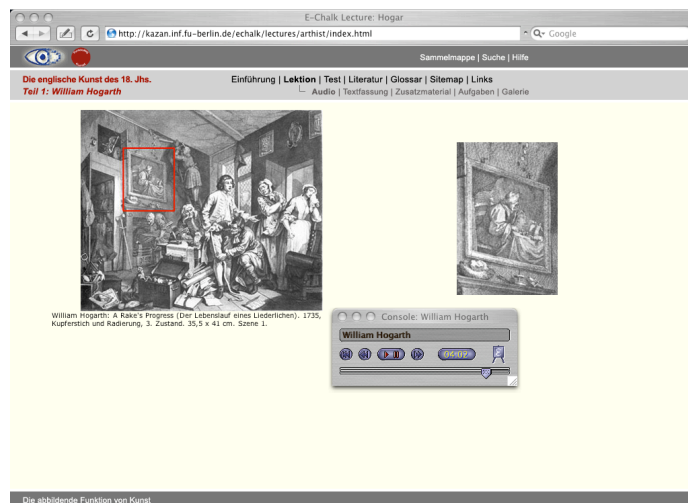 E-Chalk Lecture: Hogar
http://kazan.inf.fu-berlin.de/echalk/lectures/arthist/index.html
Google
Sammelmappe | Suche | Hilfe
Die englische Kunst des 18. Jhs.
Teil 1: William Hogarth
Einführung | Lektion | Test | Literatur | Glossar | Sitemap | Links
Audio | Textfassung | Zusatzmaterial | Aufgaben | Galerie
William Hogarth: A Rake's Progress (Der Lebenslauf eines Liederlichen). 1735,
Kupferstich und Radierung, 3. Zustand. 35,5 x 41 cm. Szene 1.
Console: William Hogarth
William Hogarth
04:02
Die abbildende Funktion von Kunst